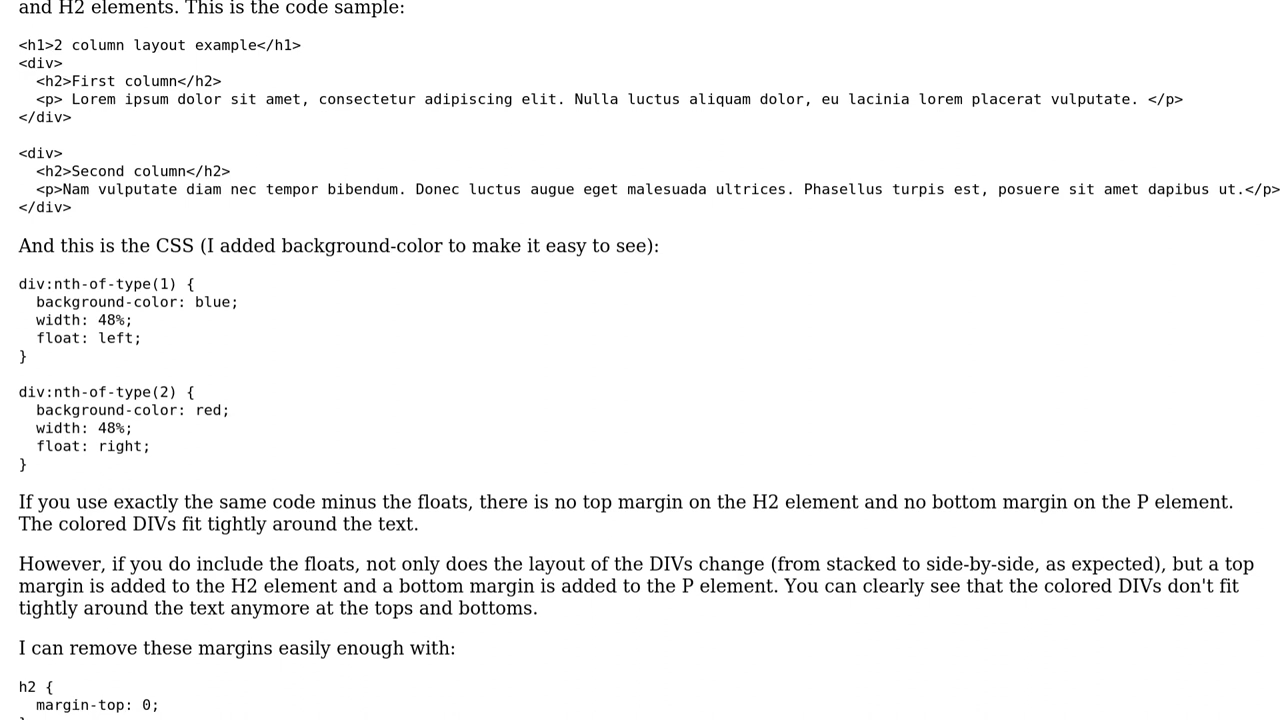 and H2 elements. This is the code sample:
<h1>2 column layout example</h1>
<div>
  <h2>First column</h2>
  <p> Lorem ipsum dolor sit amet, consectetur adipiscing elit. Nulla luctus aliquam dolor, eu lacinia lorem placerat vulputate. </p>
</div>

<div>
  <h2>Second column</h2>
  <p>Nam vulputate diam nec tempor bibendum. Donec luctus augue eget malesuada ultrices. Phasellus turpis est, posuere sit amet dapibus ut.</p>
</div>
And this is the CSS (I added background-color to make it easy to see):
div:nth-of-type(1) {
  background-color: blue;
  width: 48%;
  float: left;
}

div:nth-of-type(2) {
  background-color: red;
  width: 48%;
  float: right;
}
If you use exactly the same code minus the floats, there is no top margin on the H2 element and no bottom margin on the P element.
The colored DIVs fit tightly around the text.
However, if you do include the floats, not only does the layout of the DIVs change (from stacked to side-by-side, as expected), but a top
margin is added to the H2 element and a bottom margin is added to the P element. You can clearly see that the colored DIVs don't fit
tightly around the text anymore at the tops and bottoms.
I can remove these margins easily enough with:
h2 {
  margin-top: 0;